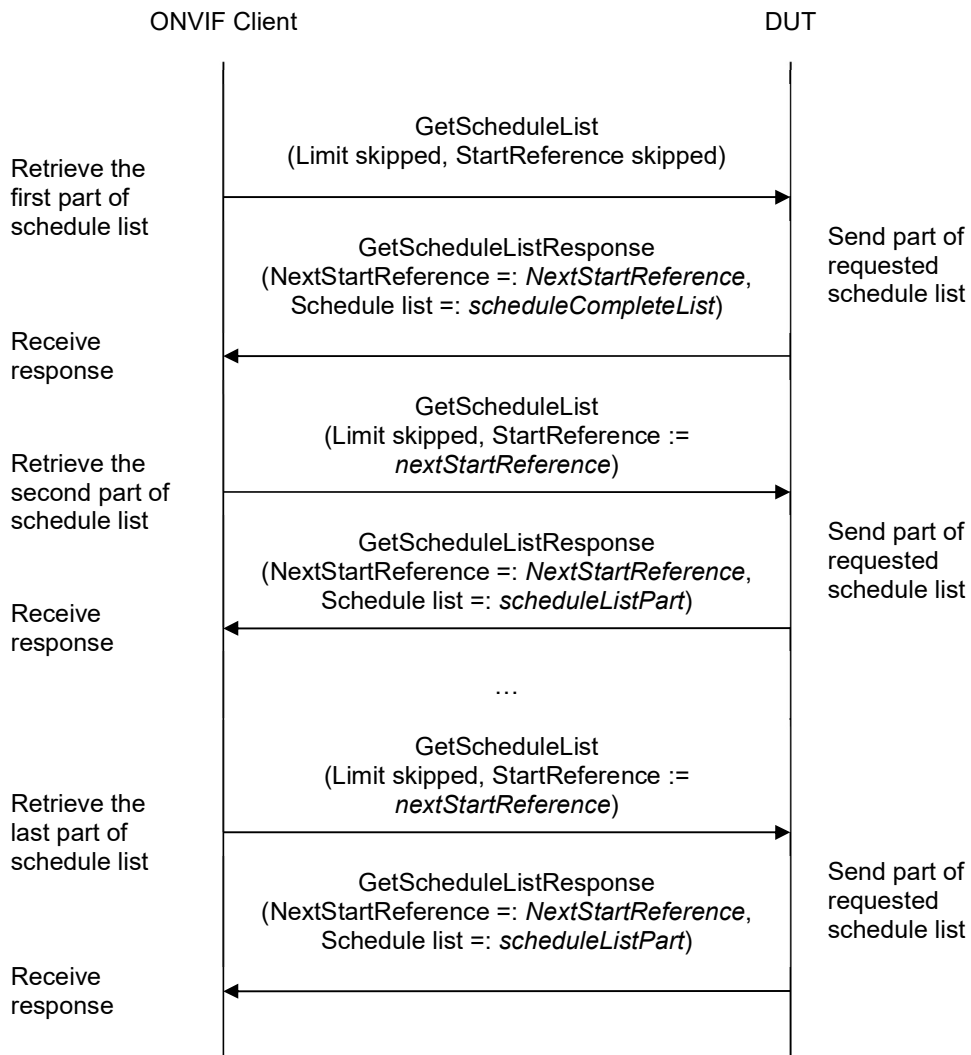 ONVIF Client
DUT
GetScheduleList
(Limit skipped, StartReference skipped)
Retrieve the
first part of
schedule list
GetScheduleListResponse
(NextStartReference =: NextStartReference,
Schedule list =: scheduleCompleteList)
Send part of
requested
schedule list
Receive
response
GetScheduleList
(Limit skipped, StartReference :=
nextStartReference)
Retrieve the
second part of
schedule list
GetScheduleListResponse
(NextStartReference =: NextStartReference,
Schedule list =: scheduleListPart)
Send part of
requested
schedule list
Receive
response
…
GetScheduleList
(Limit skipped, StartReference :=
nextStartReference)
Retrieve the
last part of
schedule list
GetScheduleListResponse
(NextStartReference =: NextStartReference,
Schedule list =: scheduleListPart)
Send part of
requested
schedule list
Receive
response